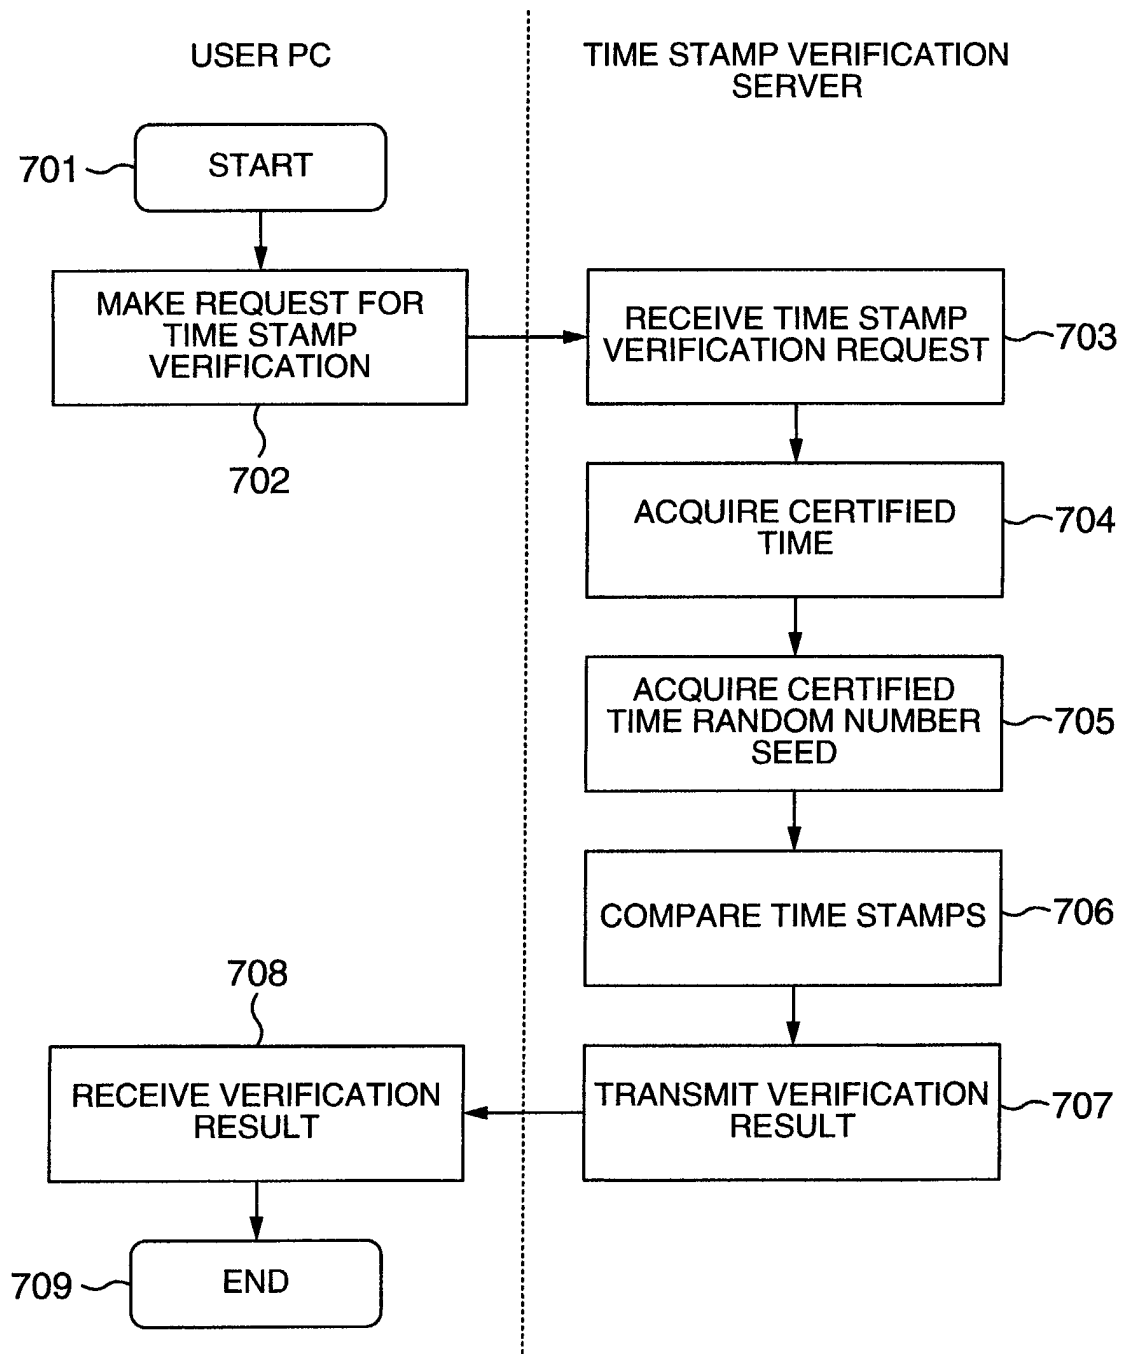 USER PC
TIME STAMP VERIFICATION
SERVER
701
START
MAKE REQUEST FOR
TIME STAMP
VERIFICATION
702
RECEIVE TIME STAMP
VERIFICATION REQUEST
703
ACQUIRE CERTIFIED
TIME
704
ACQUIRE CERTIFIED
TIME RANDOM NUMBER
SEED
705
COMPARE TIME STAMPS
706
TRANSMIT VERIFICATION
RESULT
707
708
RECEIVE VERIFICATION
RESULT
709
END